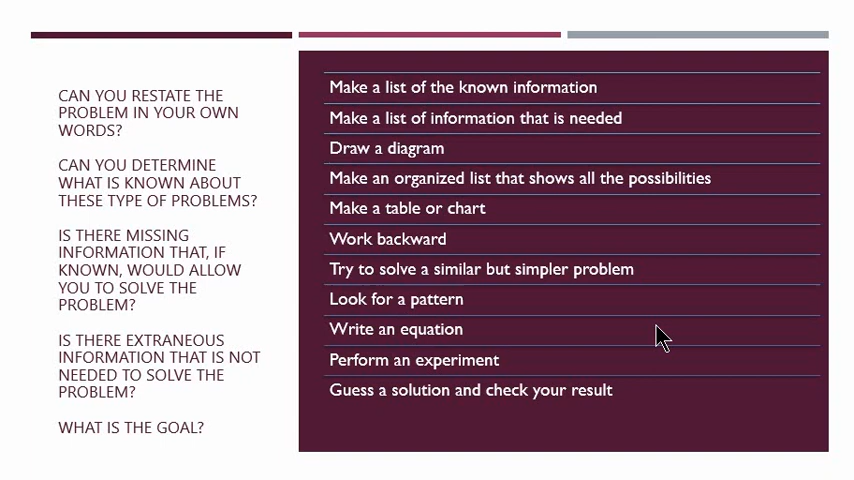 CAN YOU RESTATE THE
PROBLEM IN YOUR OWN
WORDS?
CAN YOU DETERMINE
WHAT IS KNOWN ABOUT
THESE TYPE OF PROBLEMS?
IS THERE MISSING
INFORMATION THAT, IF
KNOWN, WOULD ALLOW
YOU TO SOLVE THE
PROBLEM?
IS THERE EXTRANEOUS
INFORMATION THAT IS NOT
NEEDED TO SOLVE THE
PROBLEM?
WHAT IS THE GOAL?
Make a list of the known information
Make a list of information that is needed
Draw a diagram
Make an organized list that shows all the possibilities
Make a table or chart
Work backward
Try to solve a similar but simpler problem
Look for a pattern
Write an equation
Perform an experiment
Guess a solution and check your result